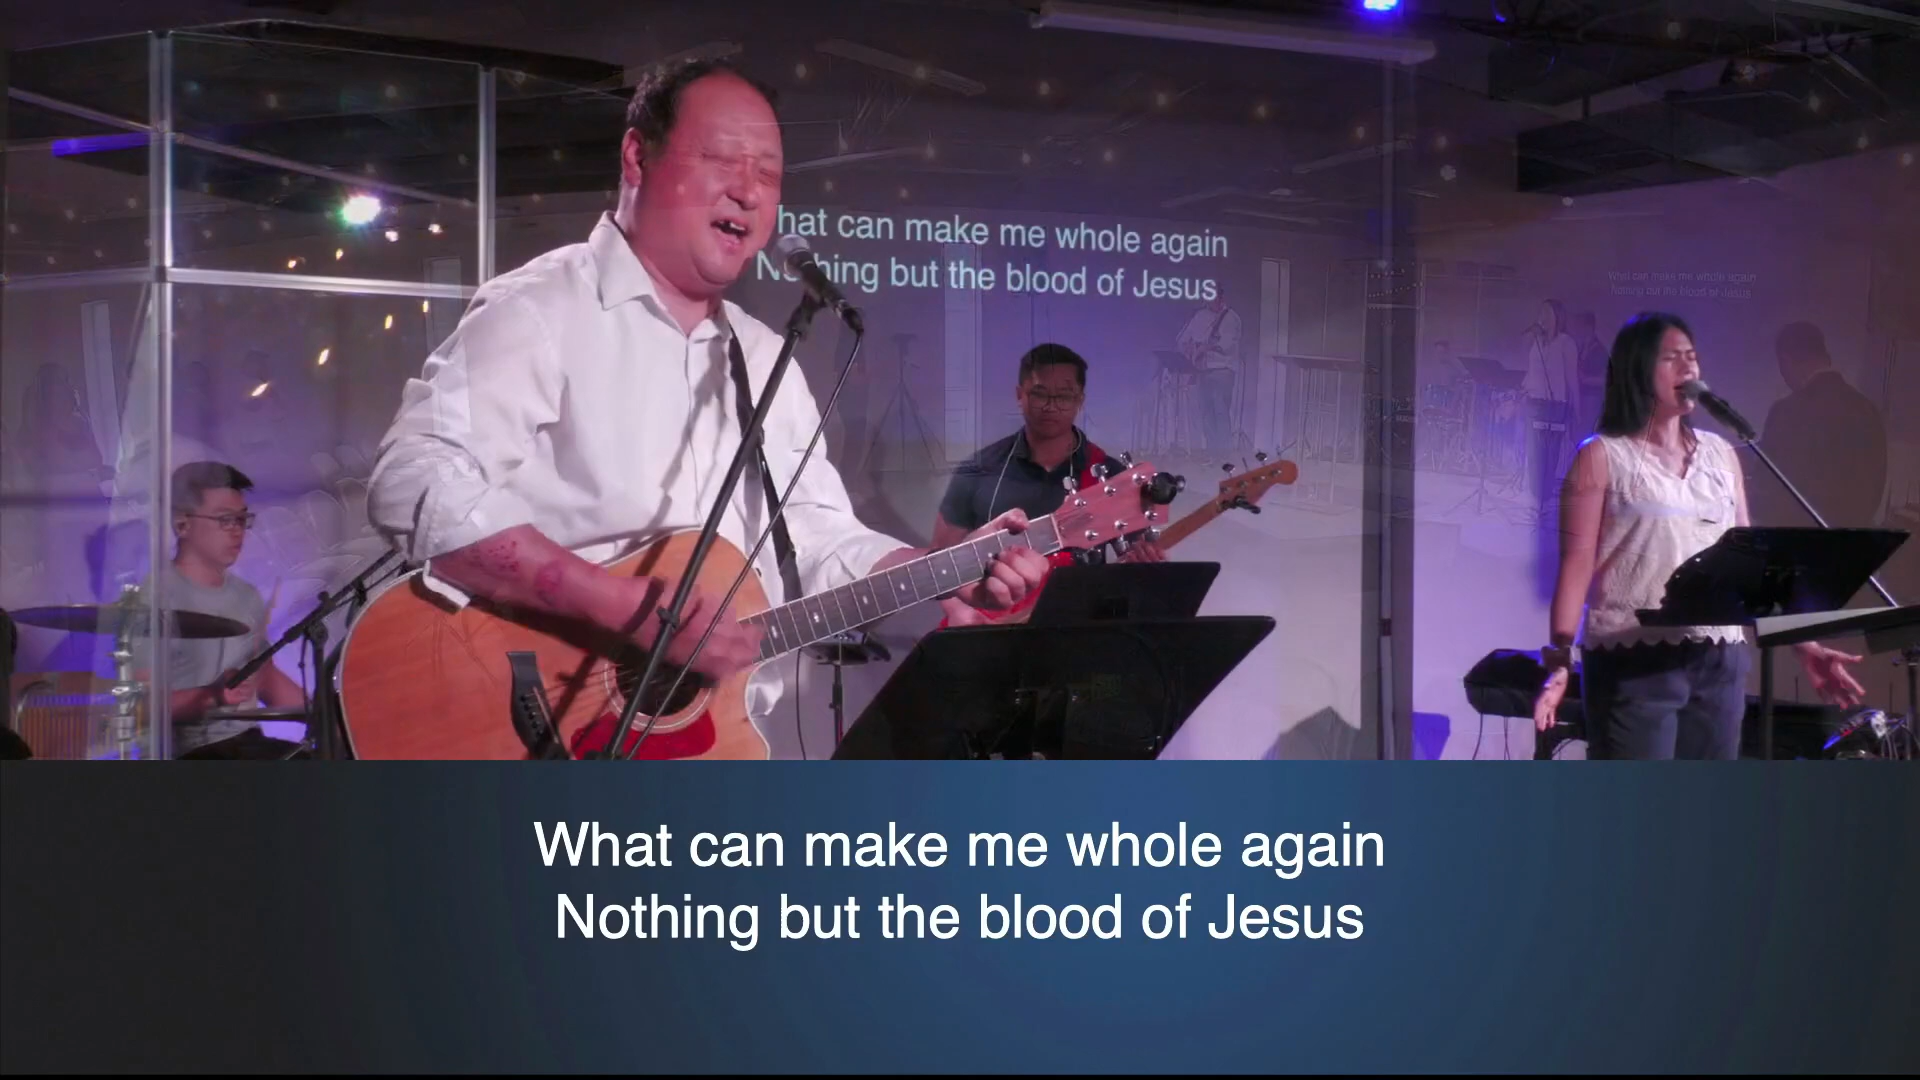 hat can make me whole again
Nothing but the blood of Jesus
What can make me whole again
Nothing but the blood of Jesus
What can make me whole again
Nothing but the blood of Jesus